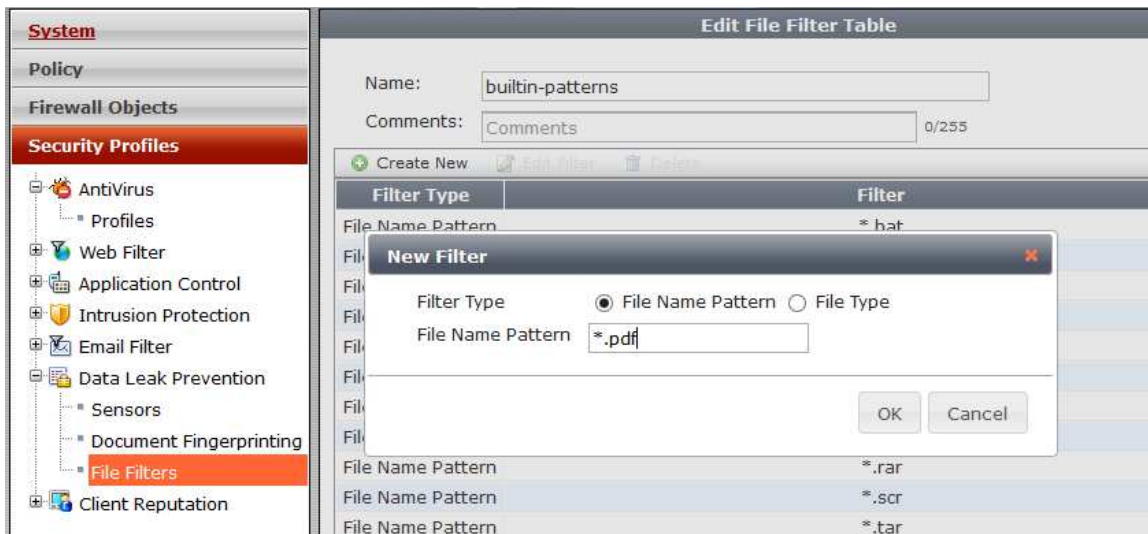 System
Policy
Firewall Objects
Security Profiles
AntiVirus
Profiles
Web Filter
Application Control
Intrusion Protection
Email Filter
Data Leak Prevention
Sensors
Document Fingerprinting
File Filters
Client Reputation
Edit File Filter Table
Name: builtin-patterns
Comments: Comments 0/255
Create New Edit Filter Delete
Filter Type Filter
File Name Pattern *.bat
New Filter
Filter Type File Name Pattern File Type
File Name Pattern *.pdf
OK Cancel
File Name Pattern *.rar
File Name Pattern *.scr
File Name Pattern *.tar